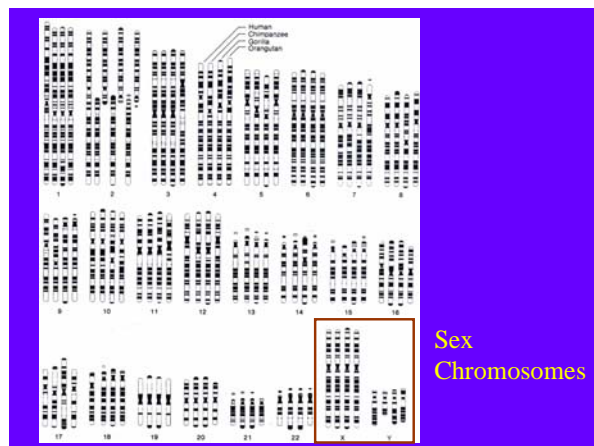 Human
Chimpanzee
Gorilla
Orangutan
1 2 3 4 5 6 7 8
9 10 11 12 13 14 15 16
17 18 19 20 21 22 X Y
Sex
Chromosomes